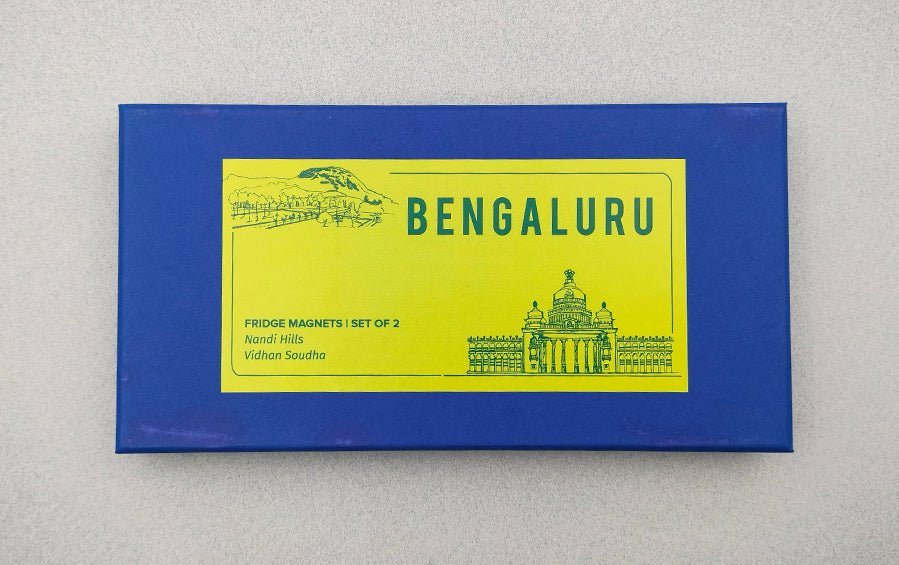 BENGALURU
FRIDGE MAGNETS | SET OF 2
Nandi Hills
Vidhan Soudha